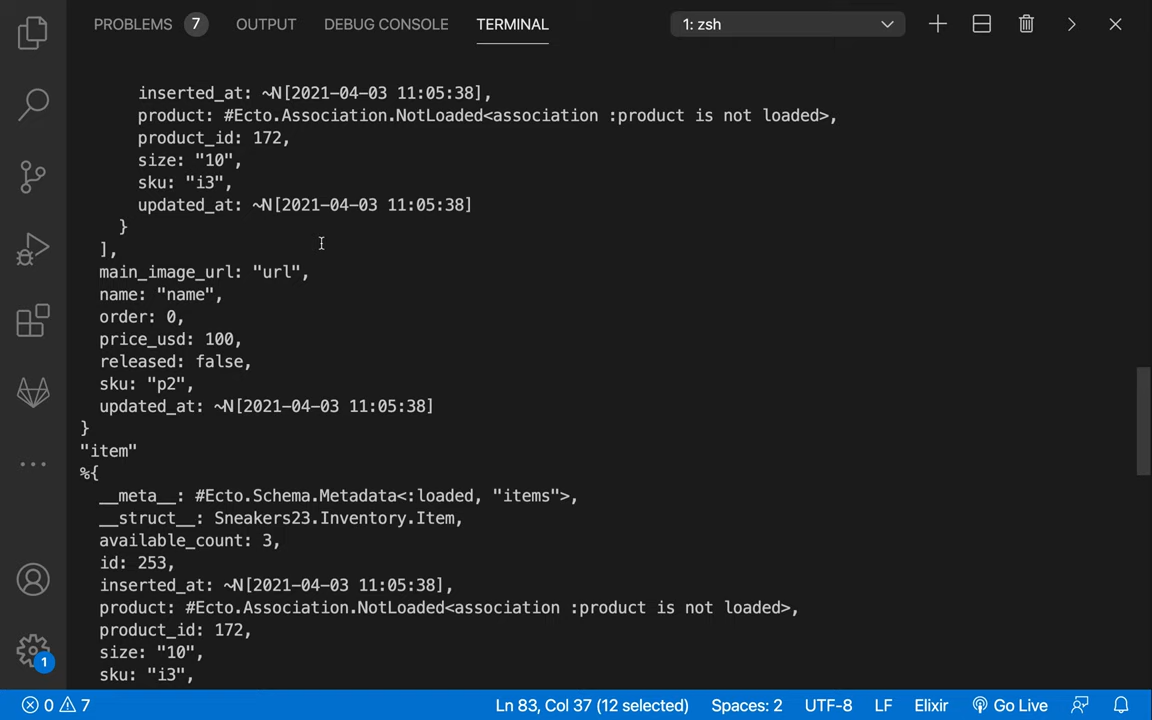 PROBLEMS 7 OUTPUT DEBUG CONSOLE TERMINAL 1: zsh
inserted_at: ~N[2021-04-03 11:05:38],
product: #Ecto.Association.NotLoaded<association :product is not loaded>,
product_id: 172,
size: "10",
sku: "i3",
updated_at: ~N[2021-04-03 11:05:38]
}
],
main_image_url: "url",
name: "name",
order: 0,
price_usd: 100,
released: false,
sku: "p2",
updated_at: ~N[2021-04-03 11:05:38]
}
"item"
%{
__meta__: #Ecto.Schema.Metadata<:loaded, "items">,
__struct__: Sneakers23.Inventory.Item,
available_count: 3,
id: 253,
inserted_at: ~N[2021-04-03 11:05:38],
product: #Ecto.Association.NotLoaded<association :product is not loaded>,
product_id: 172,
size: "10",
sku: "i3",
1
0 7 Ln 83, Col 37 (12 selected) Spaces: 2 UTF-8 LF Elixir Go Live